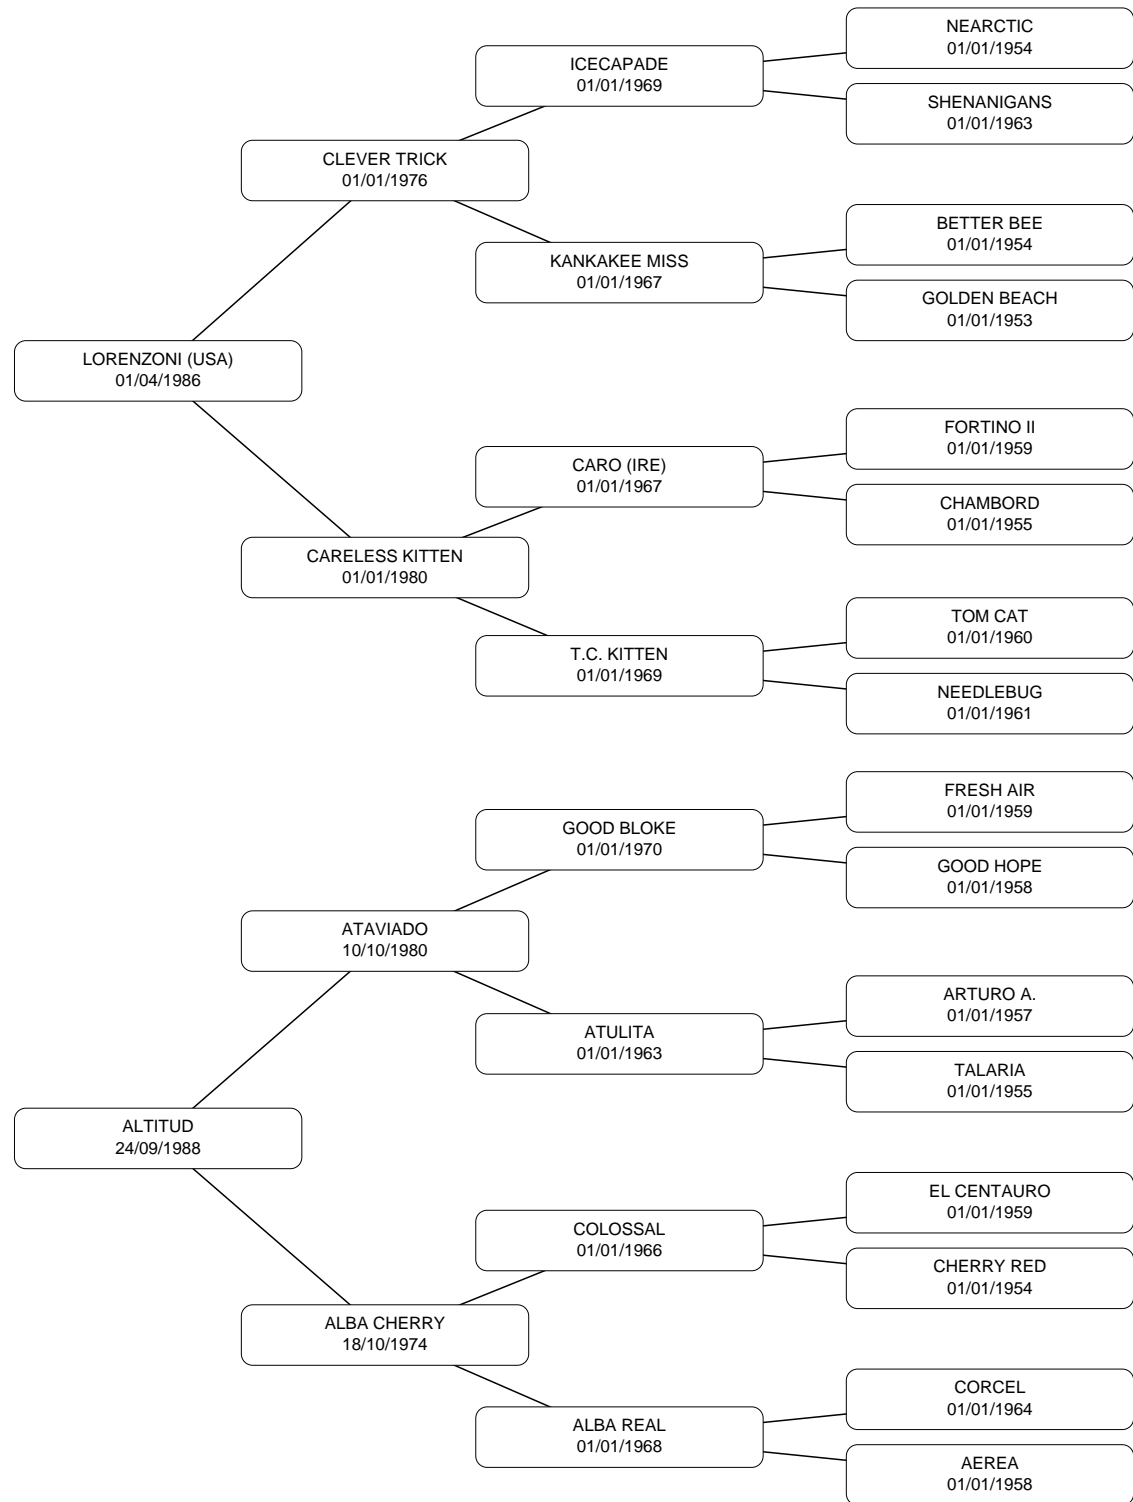 NEARCTIC
01/01/1954
ICECAPADE
01/01/1969
SHENANIGANS
01/01/1963
CLEVER TRICK
01/01/1976
BETTER BEE
01/01/1954
KANKAKEE MISS
01/01/1967
GOLDEN BEACH
01/01/1953
LORENZONI (USA)
01/04/1986
FORTINO II
01/01/1959
CARO (IRE)
01/01/1967
CHAMBORD
01/01/1955
CARELESS KITTEN
01/01/1980
TOM CAT
01/01/1960
T.C. KITTEN
01/01/1969
NEEDLEBUG
01/01/1961
FRESH AIR
01/01/1959
GOOD BLOKE
01/01/1970
GOOD HOPE
01/01/1958
ATAVIADO
10/10/1980
ARTURO A.
01/01/1957
ATULITA
01/01/1963
TALARIA
01/01/1955
ALTITUD
24/09/1988
EL CENTAURO
01/01/1959
COLOSSAL
01/01/1966
CHERRY RED
01/01/1954
ALBA CHERRY
18/10/1974
CORCEL
01/01/1964
ALBA REAL
01/01/1968
AEREA
01/01/1958